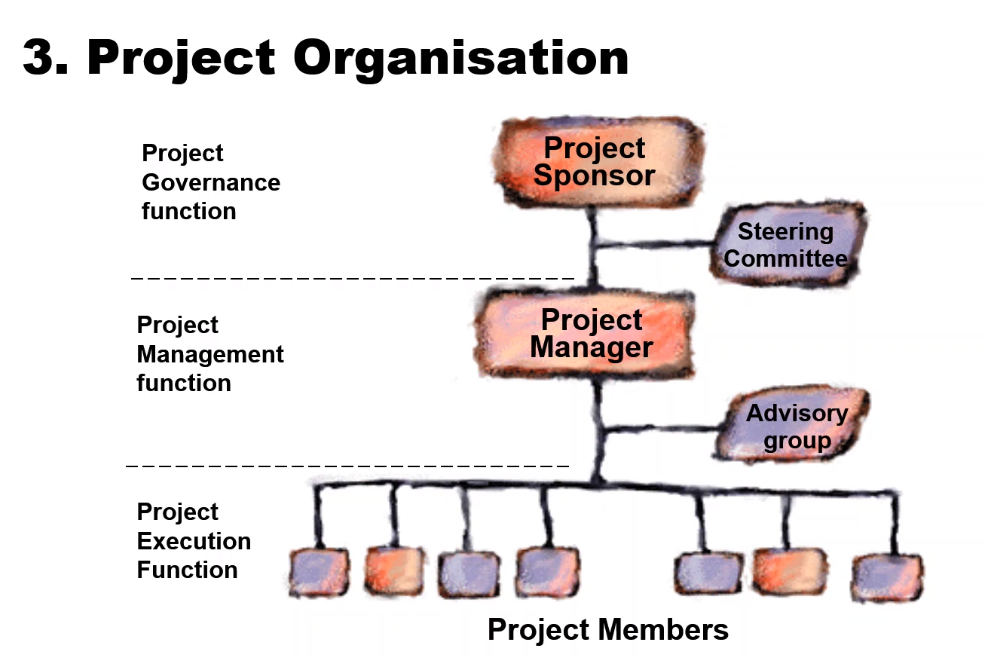 3. Project Organisation
Project
Governance
function
Project
Sponsor
Steering
Committee
Project
Management
function
Project
Manager
Advisory
group
Project
Execution
Function
Project Members